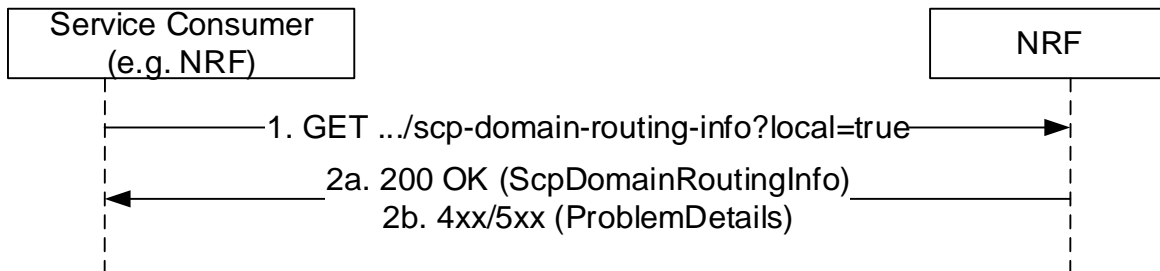 Service Consumer
(e.g. NRF)
NRF
1. GET .../scp-domain-routing-info?local=true
2a. 200 OK (ScpDomainRoutingInfo)
2b. 4xx/5xx (ProblemDetails)